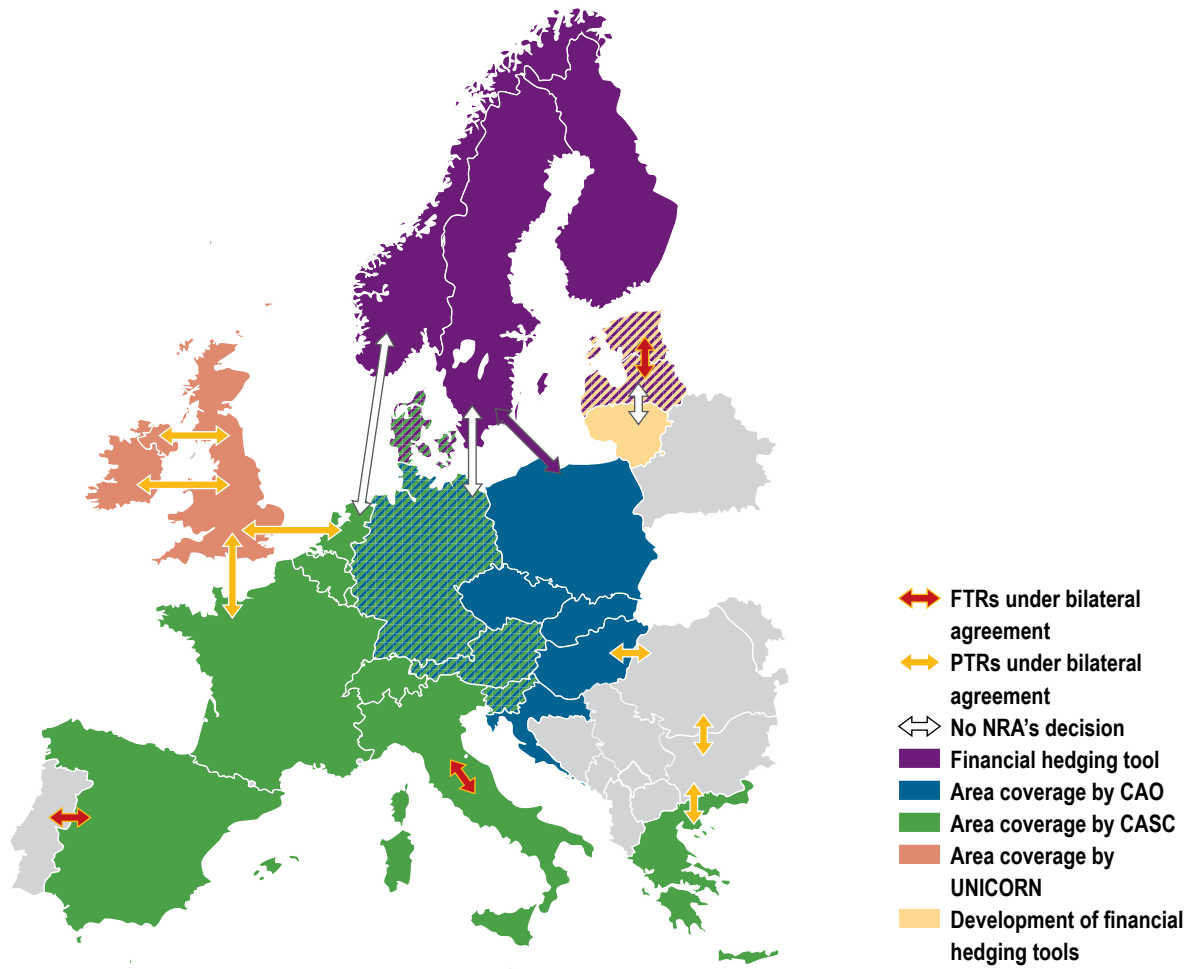 FTRs under bilateral
agreement
PTRs under bilateral
agreement
No NRA’s decision
Financial hedging tool
Area coverage by CAO
Area coverage by CASC
Area coverage by
UNICORN
Development of financial
hedging tools